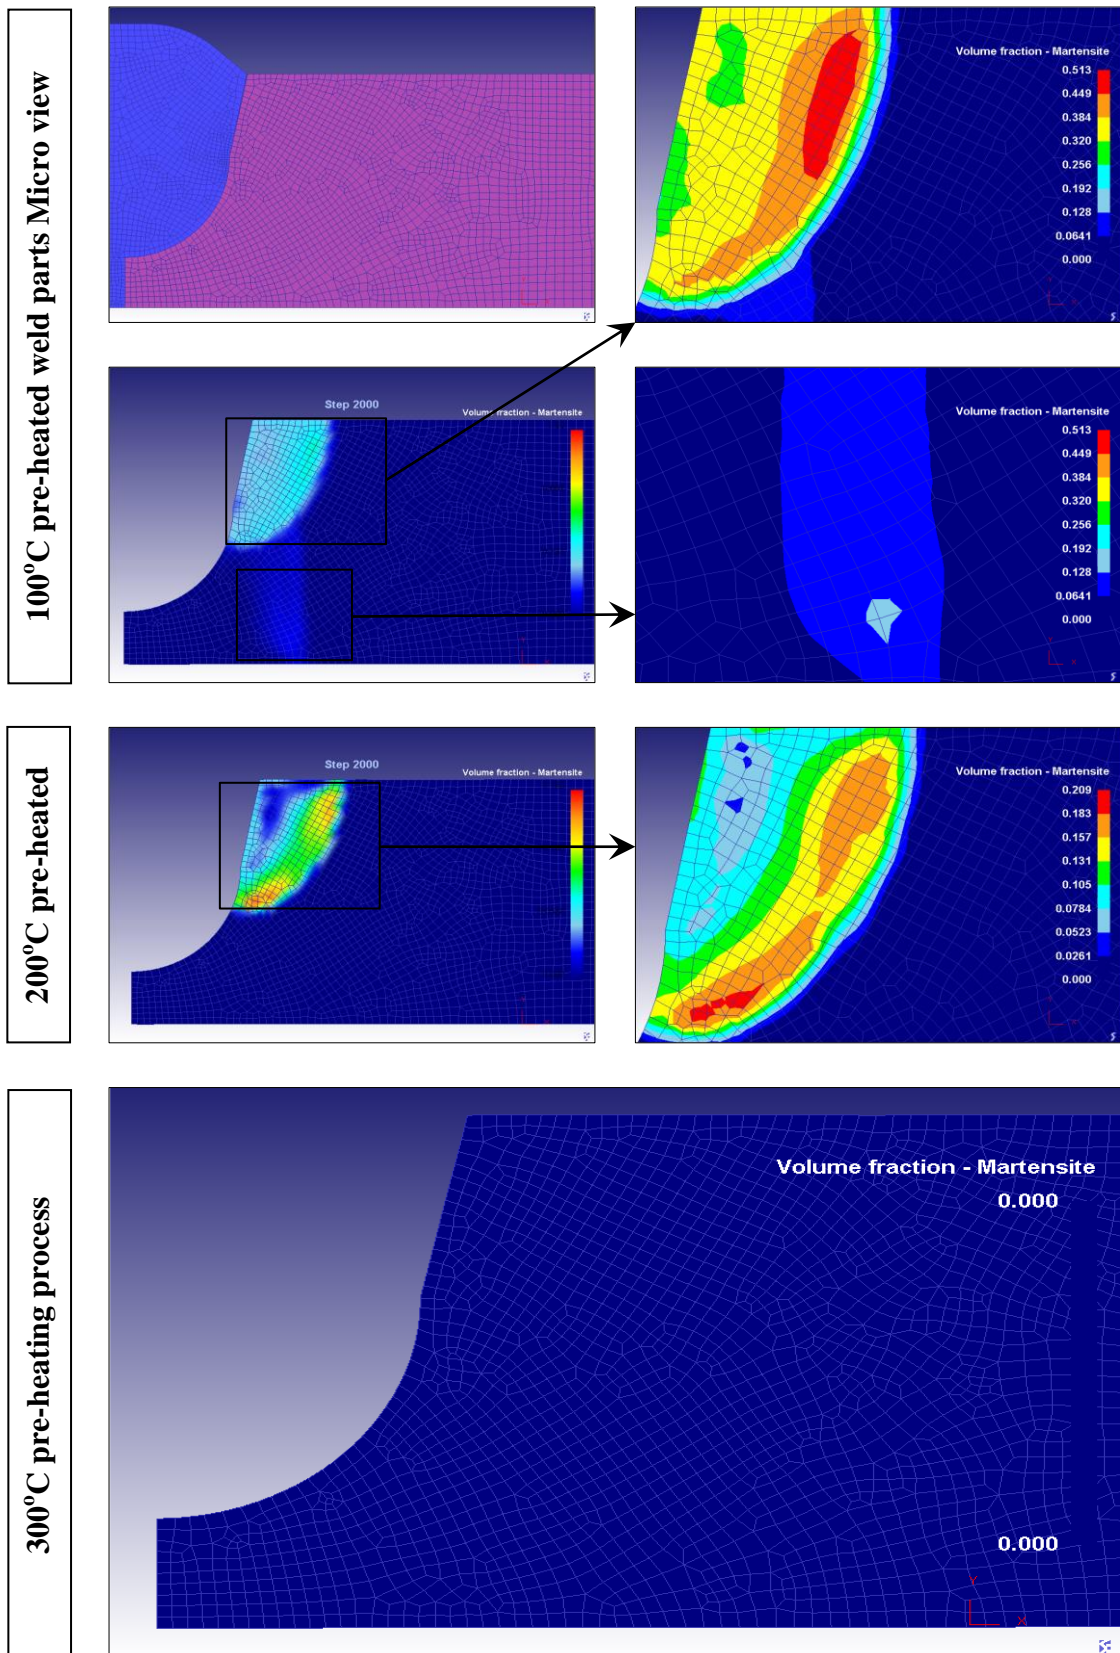 100°C pre-heated weld parts Micro view
Volume fraction - Martensite
0.513
0.449
0.384
0.320
0.256
0.192
0.128
0.0641
0.000
Step 2000
Volume fraction - Martensite
Volume fraction - Martensite
0.513
0.449
0.384
0.320
0.256
0.192
0.128
0.0641
0.000
200°C pre-heated
Step 2000
Volume fraction - Martensite
Volume fraction - Martensite
0.209
0.183
0.157
0.131
0.105
0.0784
0.0523
0.0261
0.000
300°C pre-heating process
Volume fraction - Martensite
0.000
0.000
Y
X